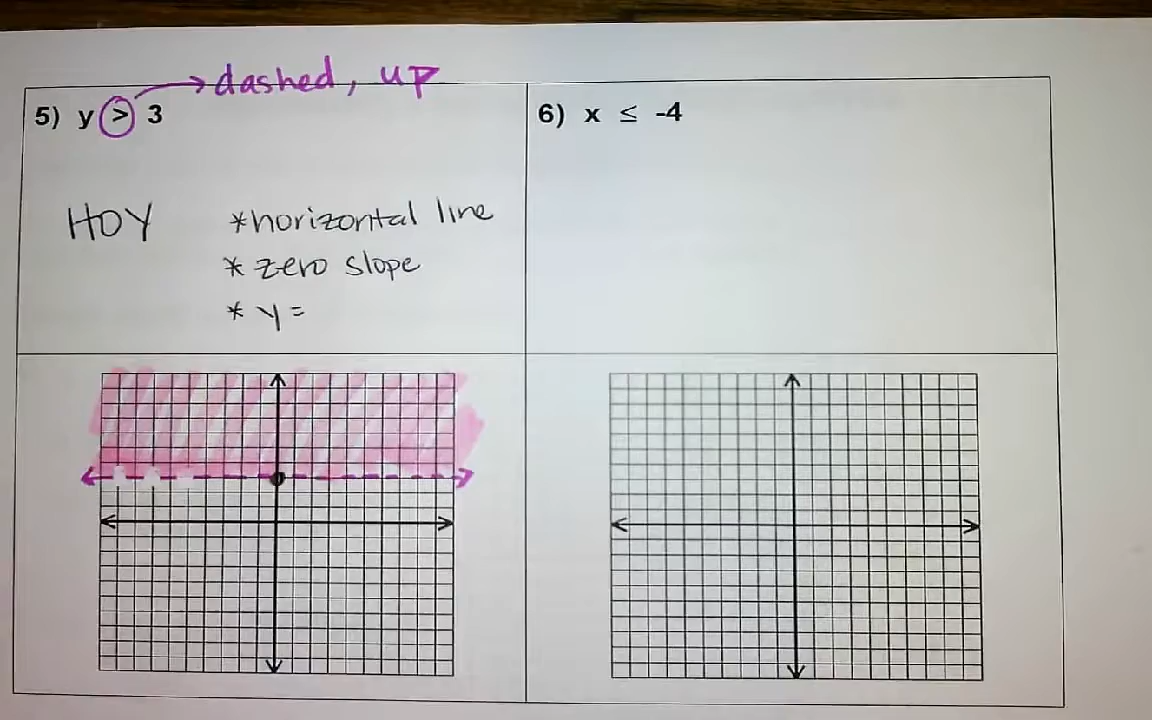 dashed, up
5) y > 3
6) x ≤ -4
HOY
*horizontal line
* zero slope
* y =